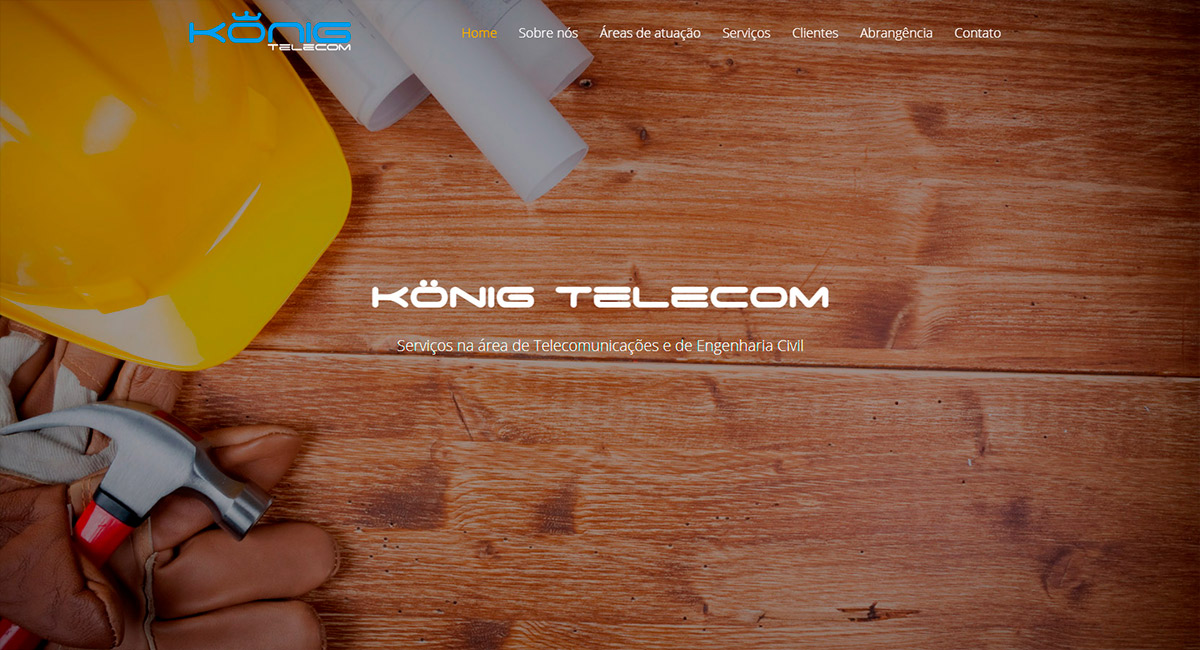 KÖNIG
TELECOM
Home Sobre nós Áreas de atuação Serviços Clientes Abrangência Contato
KÖNIG TELECOM
Serviços na área de Telecomunicações e de Engenharia Civil